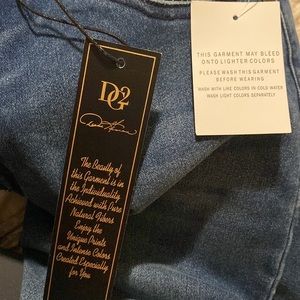 DG2
The Beauty of
this Garment is in
the Individuality
Achieved with Pure
Natural Fibers
Enjoy the
Unique Prints
and Intense Colors
Created Especially
for You
THIS GARMENT MAY BLEED
ONTO LIGHTER COLORS
PLEASE WASH THIS GARMENT
BEFORE WEARING
WASH WITH LIKE COLORS IN COLD WATER
WASH LIGHT COLORS SEPARATELY